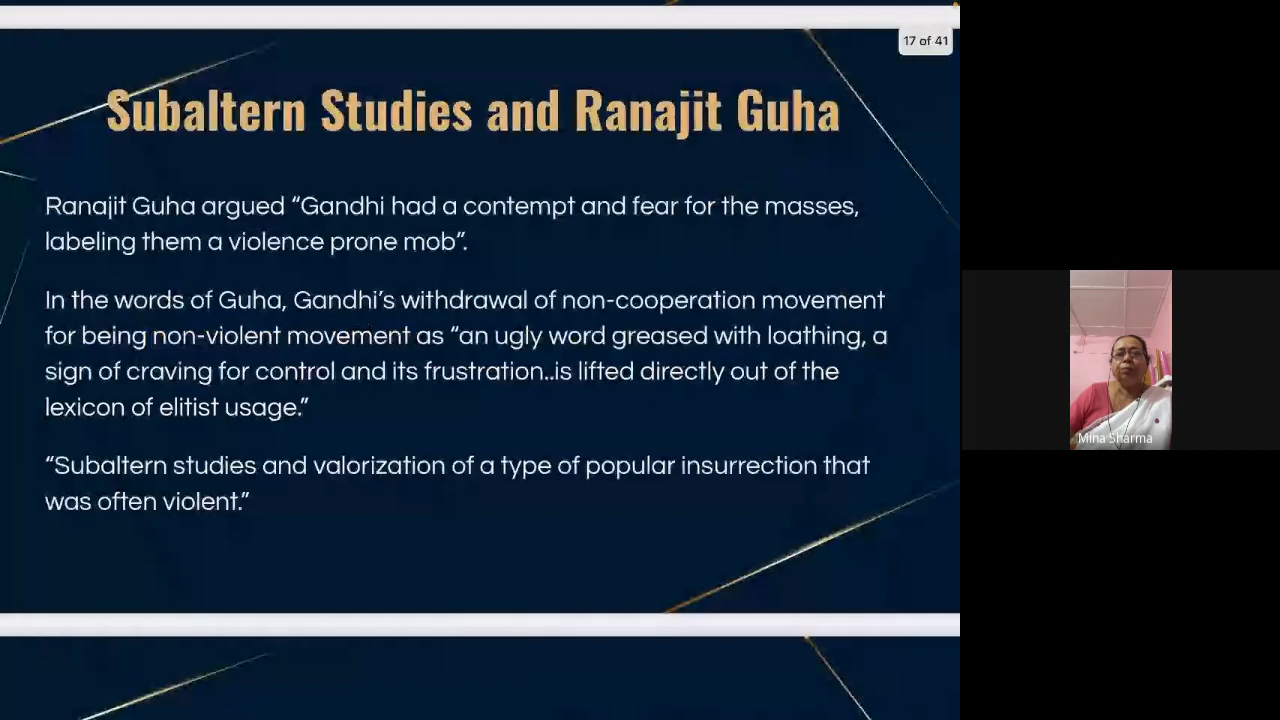 17 of 41
Subaltern Studies and Ranajit Guha
Ranajit Guha argued “Gandhi had a contempt and fear for the masses,
labeling them a violence prone mob”.
In the words of Guha, Gandhi’s withdrawal of non-cooperation movement
for being non-violent movement as “an ugly word greased with loathing, a
sign of craving for control and its frustration..is lifted directly out of the
lexicon of elitist usage.”
“Subaltern studies and valorization of a type of popular insurrection that
was often violent.”
Mina Sharma